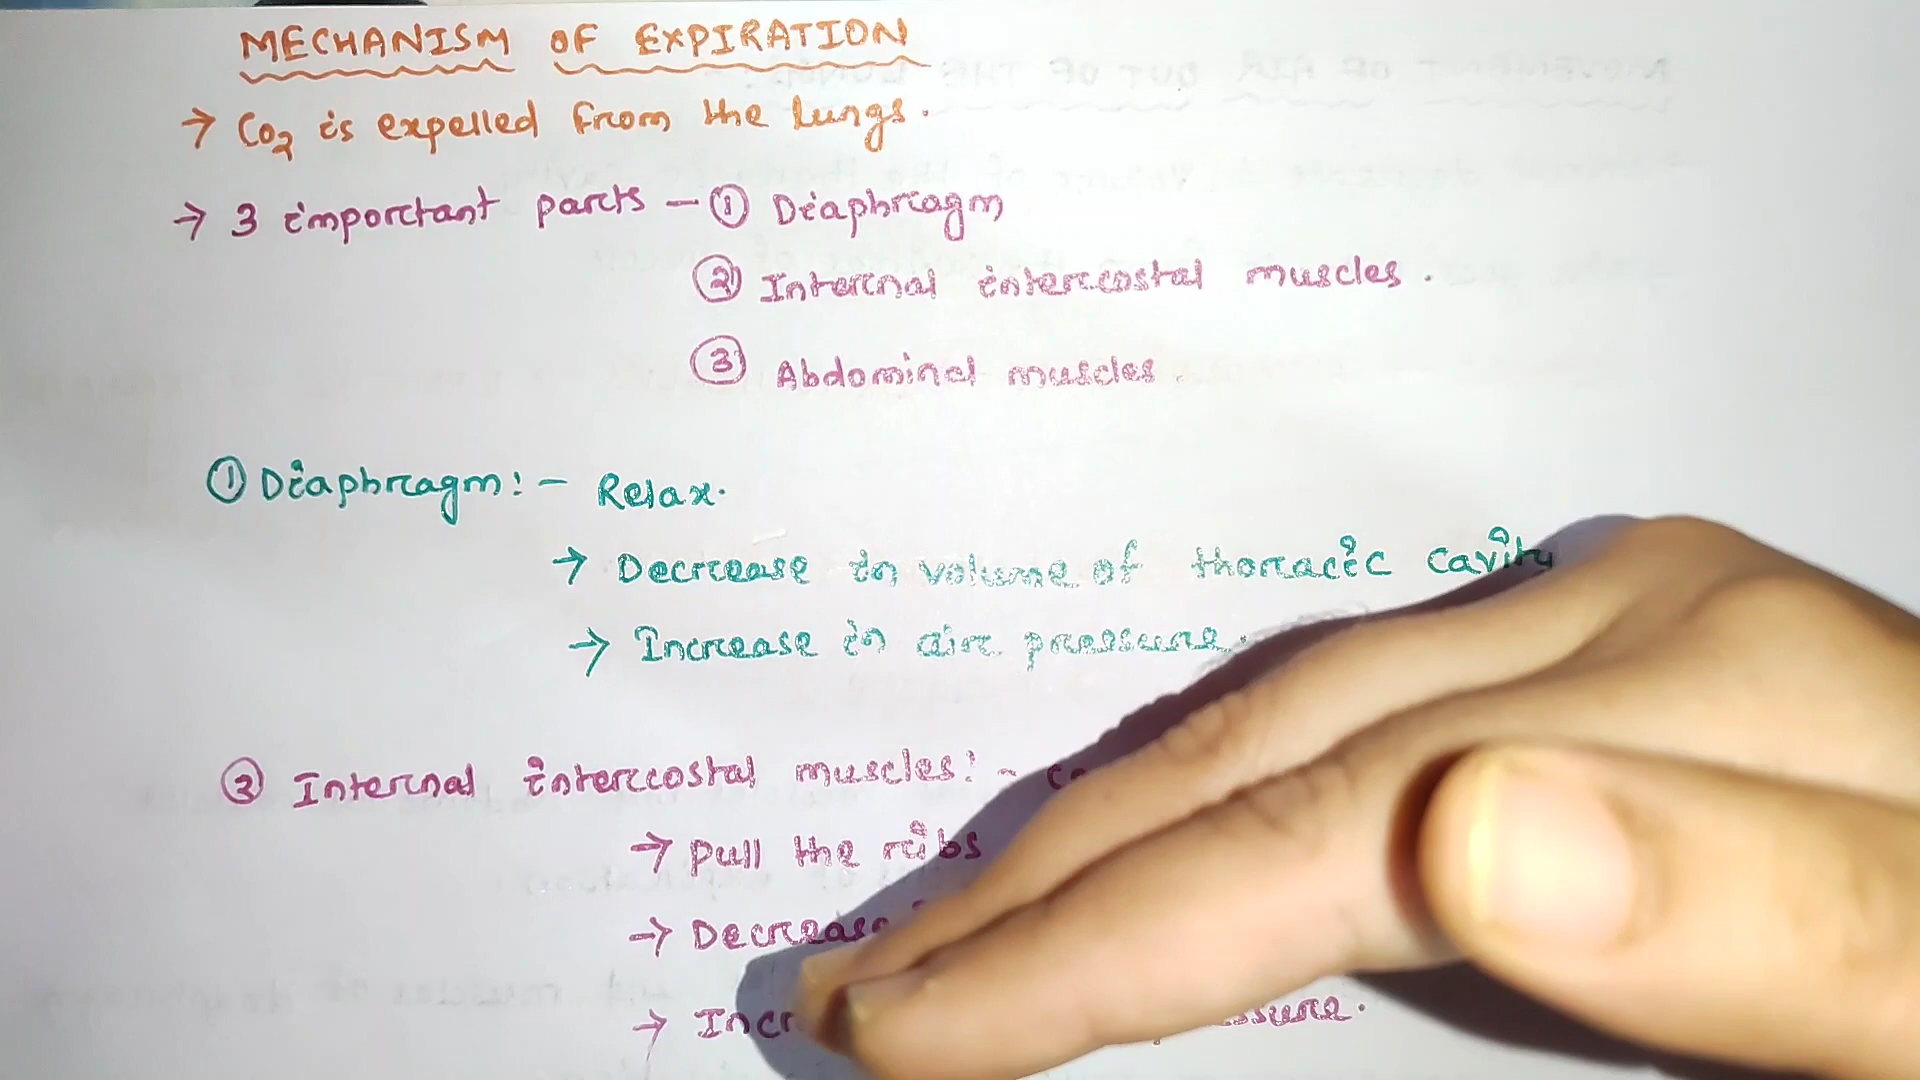 MECHANISM OF EXPIRATION
→ CO2 is expelled from the lungs.
→ 3 important parts – ① Diaphragm
② Internal intercostal muscles.
③ Abdominal muscles.
① Diaphragm:- Relax.
→ Decrease in volume of thoracic cavity
→ Increase in air pressure.
② Internal intercostal muscles:-
→ Pull the ribs
→ Decrease
→